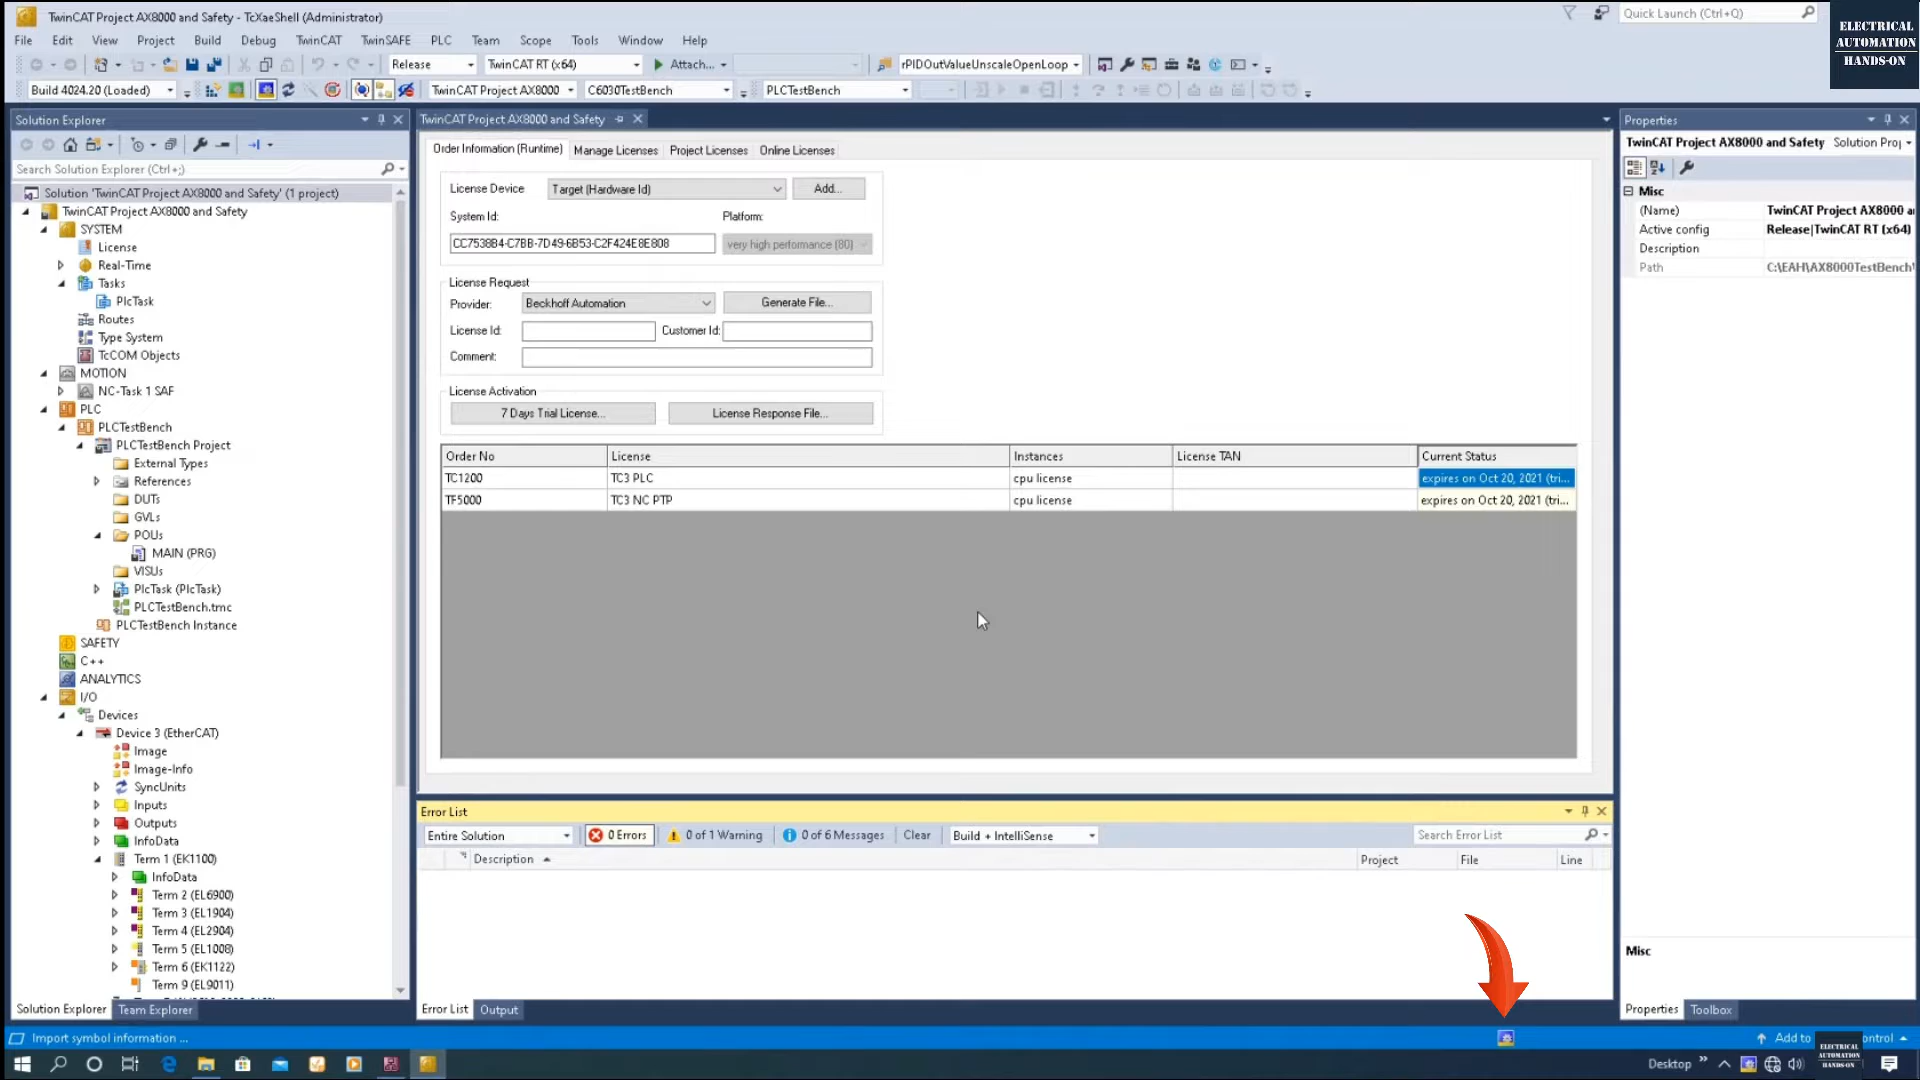 TwinCAT Project AX8000 and Safety - TcXaeShell (Administrator)
Quick Launch (Ctrl+Q)
ELECTRICAL
AUTOMATION
HANDS-ON
File Edit View Project Build Debug TwinCAT TwinSAFE PLC Team Scope Tools Window Help
Release TwinCAT RT (x64) Attach... rPIDOutValueUnscaleOpenLoop
Build 4024.20 (Loaded) TwinCAT Project AX8000 C6030TestBench PLCTestBench
Solution Explorer
Search Solution Explorer (Ctrl+;)
Solution 'TwinCAT Project AX8000 and Safety' (1 project)
TwinCAT Project AX8000 and Safety
SYSTEM
License
Real-Time
Tasks
PlcTask
Routes
Type System
TcCOM Objects
MOTION
NC-Task 1 SAF
PLC
PLCTestBench
PLCTestBench Project
External Types
References
DUTs
GVLs
POUs
MAIN (PRG)
VISUs
PlcTask (PlcTask)
PLCTestBench.tmc
PLCTestBench Instance
SAFETY
C++
ANALYTICS
I/O
Devices
Device 3 (EtherCAT)
Image
Image-Info
SyncUnits
Inputs
Outputs
InfoData
Term 1 (EK1100)
InfoData
Term 2 (EL6900)
Term 3 (EL1904)
Term 4 (EL2904)
Term 5 (EL1008)
Term 6 (EK1122)
Term 9 (EL9011)
Solution Explorer Team Explorer
TwinCAT Project AX8000 and Safety
Order Information (Runtime) Manage Licenses Project Licenses Online Licenses
License Device Target (Hardware Id) Add...
System Id: Platform:
CC7538B4-C7BB-7D49-6B53-C2F424E8E808 very high performance (80)
License Request
Provider: Beckhoff Automation Generate File...
License Id: Customer Id:
Comment:
License Activation
7 Days Trial License... License Response File...
Order No License Instances License TAN Current Status
TC1200 TC3 PLC cpu license expires on Oct 20, 2021 (tri...
TF5000 TC3 NC PTP cpu license expires on Oct 20, 2021 (tri...
Error List
Entire Solution 0 Errors 0 of 1 Warning 0 of 6 Messages Clear Build + IntelliSense Search Error List
Description Project File Line
Error List Output
Properties
TwinCAT Project AX8000 and Safety Solution Proj
Misc
(Name) TwinCAT Project AX8000 a
Active config Release|TwinCAT RT (x64)
Description
Path C:\EAH\AX8000TestBench\
Misc
Properties Toolbox
Import symbol information ... Add to ontrol
Desktop
ELECTRICAL
AUTOMATION
HANDS-ON